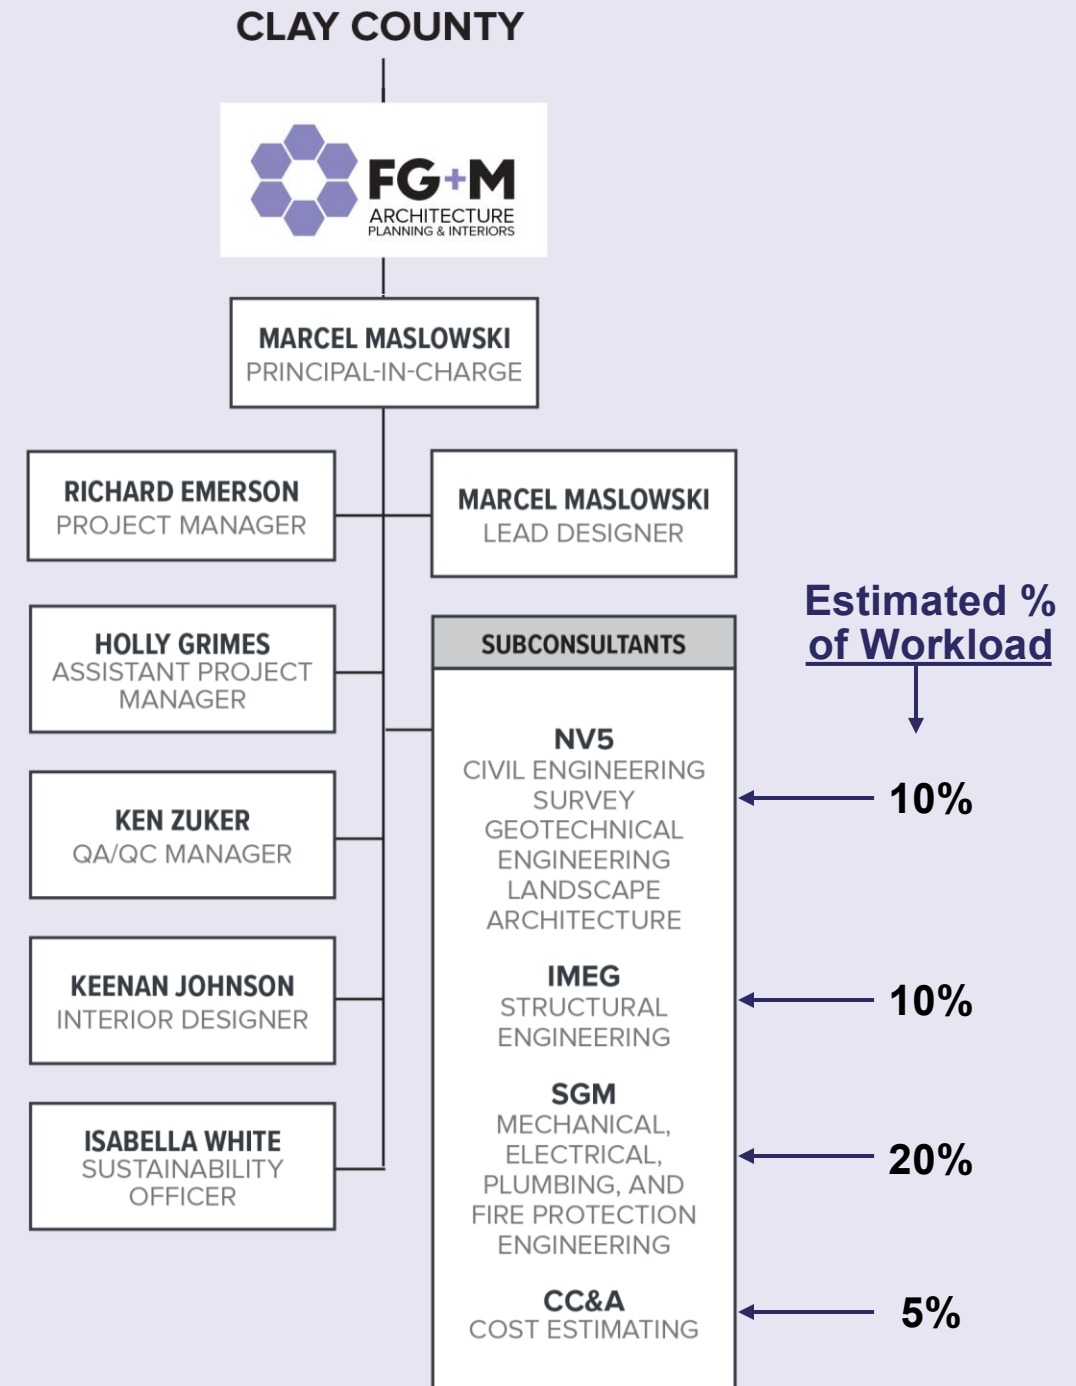 CLAY COUNTY
FG+M
ARCHITECTURE
PLANNING & INTERIORS
MARCEL MASLOWSKI
PRINCIPAL-IN-CHARGE
RICHARD EMERSON
PROJECT MANAGER
MARCEL MASLOWSKI
LEAD DESIGNER
HOLLY GRIMES
ASSISTANT PROJECT
MANAGER
KEN ZUKER
QA/QC MANAGER
KEENAN JOHNSON
INTERIOR DESIGNER
ISABELLA WHITE
SUSTAINABILITY
OFFICER
SUBCONSULTANTS
NV5
CIVIL ENGINEERING
SURVEY
GEOTECHNICAL
ENGINEERING
LANDSCAPE
ARCHITECTURE
IMEG
STRUCTURAL
ENGINEERING
SGM
MECHANICAL,
ELECTRICAL,
PLUMBING, AND
FIRE PROTECTION
ENGINEERING
CC&A
COST ESTIMATING
Estimated %
of Workload
10%
10%
20%
5%